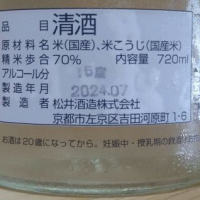 品目 清酒
原材料名 米(国産)、米こうじ(国産米)
精米歩合 70% 内容量 720ml
アルコール分 15度
製造年月 2024.07
製造者 松井酒造株式会社
京都市左京区吉田河原町1-6
お酒は20歳になってから。妊娠中・授乳期の飲酒は